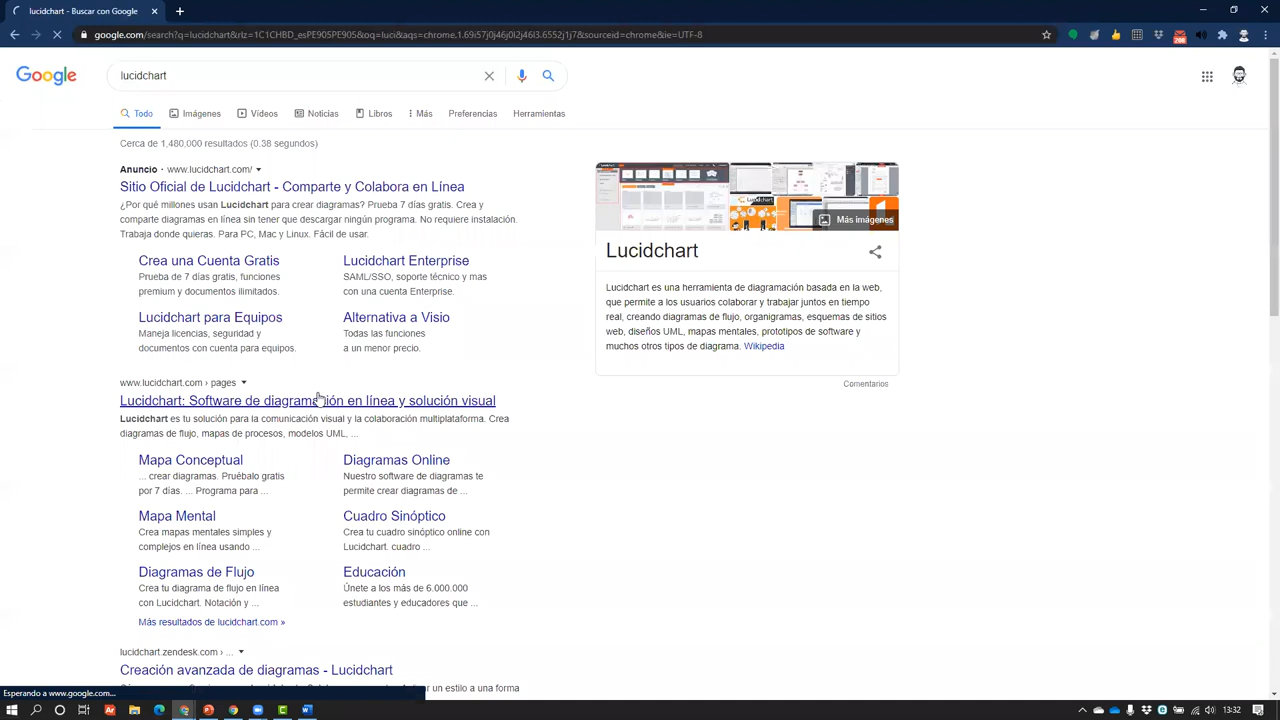 lucidchart - Buscar con Google
google.com/search?q=lucidchart&rlz=1C1CHBD_esPE905PE905&oq=luci&aqs=chrome.1.69i57j0j46j0l2j46l3.6552j1j7&sourceid=chrome&ie=UTF-8
268
Google
lucidchart
Todo Imágenes Vídeos Noticias Libros Más Preferencias Herramientas
Cerca de 1,480,000 resultados (0.38 segundos)
Anuncio · www.lucidchart.com/
Sitio Oficial de Lucidchart - Comparte y Colabora en Línea
¿Por qué millones usan Lucidchart para crear diagramas? Prueba 7 días gratis. Crea y
comparte diagramas en línea sin tener que descargar ningún programa. No requiere instalación.
Trabaja donde quieras. Para PC, Mac y Linux. Fácil de usar.
Crea una Cuenta Gratis
Prueba de 7 días gratis, funciones
premium y documentos ilimitados.
Lucidchart Enterprise
SAML/SSO, soporte técnico y mas
con una cuenta Enterprise.
Lucidchart para Equipos
Maneja licencias, seguridad y
documentos con cuenta para equipos.
Alternativa a Visio
Todas las funciones
a un menor precio.
www.lucidchart.com › pages
Lucidchart: Software de diagramación en línea y solución visual
Lucidchart es tu solución para la comunicación visual y la colaboración multiplataforma. Crea
diagramas de flujo, mapas de procesos, modelos UML, ...
Mapa Conceptual
... crear diagramas. Pruébalo gratis
por 7 días. ... Programa para ...
Diagramas Online
Nuestro software de diagramas te
permite crear diagramas de ...
Mapa Mental
Crea mapas mentales simples y
complejos en línea usando ...
Cuadro Sinóptico
Crea tu cuadro sinóptico online con
Lucidchart. cuadro ...
Diagramas de Flujo
Crea tu diagrama de flujo en línea
con Lucidchart. Notación y ...
Educación
Únete a los más de 6.000.000
estudiantes y educadores que ...
Más resultados de lucidchart.com »
lucidchart.zendesk.com › ...
Creación avanzada de diagramas - Lucidchart
ar un estilo a una forma
Más imágenes
Lucidchart
Lucidchart es una herramienta de diagramación basada en la web,
que permite a los usuarios colaborar y trabajar juntos en tiempo
real, creando diagramas de flujo, organigramas, esquemas de sitios
web, diseños UML, mapas mentales, prototipos de software y
muchos otros tipos de diagrama. Wikipedia
Comentarios
Esperando a www.google.com...
13:32